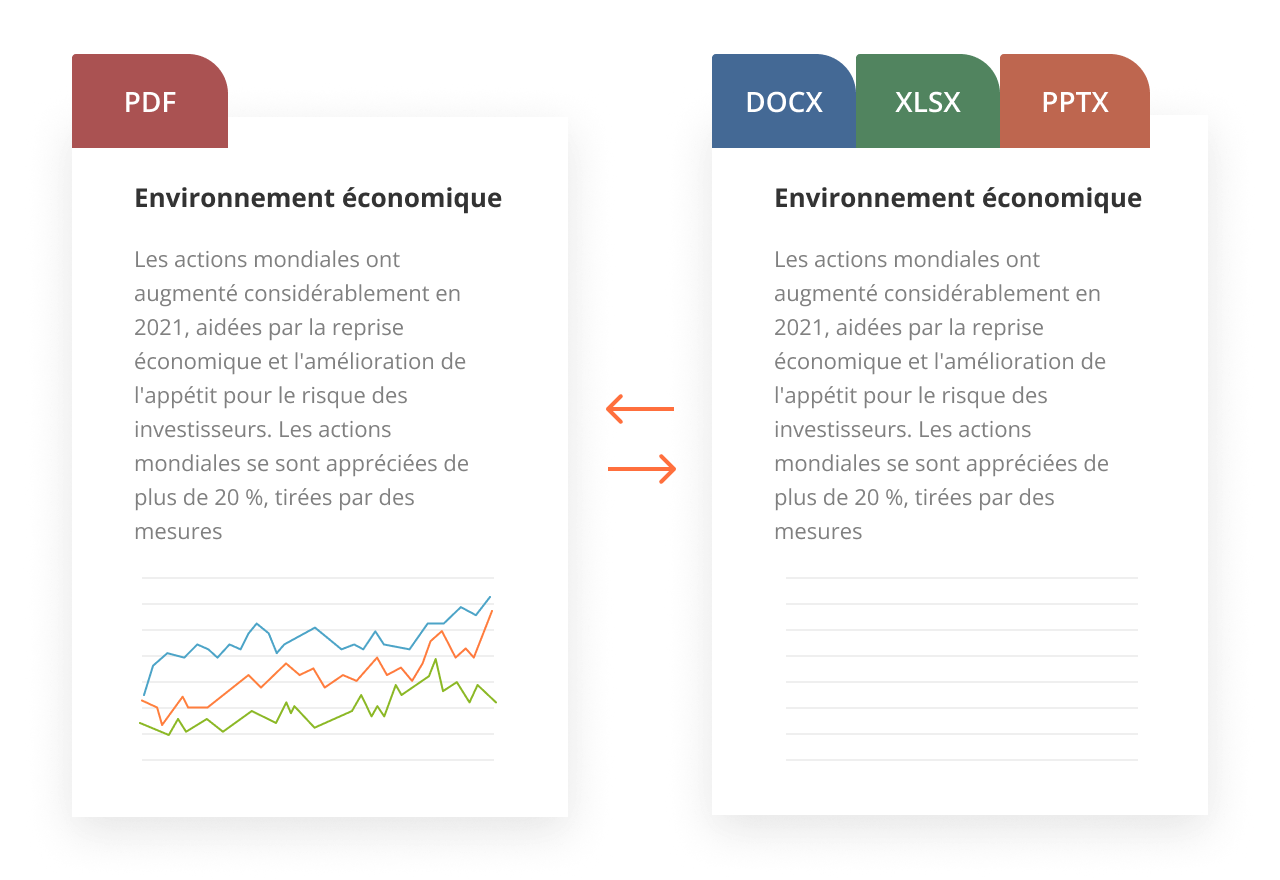 PDF
Environnement économique
Les actions mondiales ont
augmenté considérablement en
2021, aidées par la reprise
économique et l'amélioration de
l'appétit pour le risque des
investisseurs. Les actions
mondiales se sont appréciées de
plus de 20 %, tirées par des
mesures
DOCX XLSX PPTX
Environnement économique
Les actions mondiales ont
augmenté considérablement en
2021, aidées par la reprise
économique et l'amélioration de
l'appétit pour le risque des
investisseurs. Les actions
mondiales se sont appréciées de
plus de 20 %, tirées par des
mesures